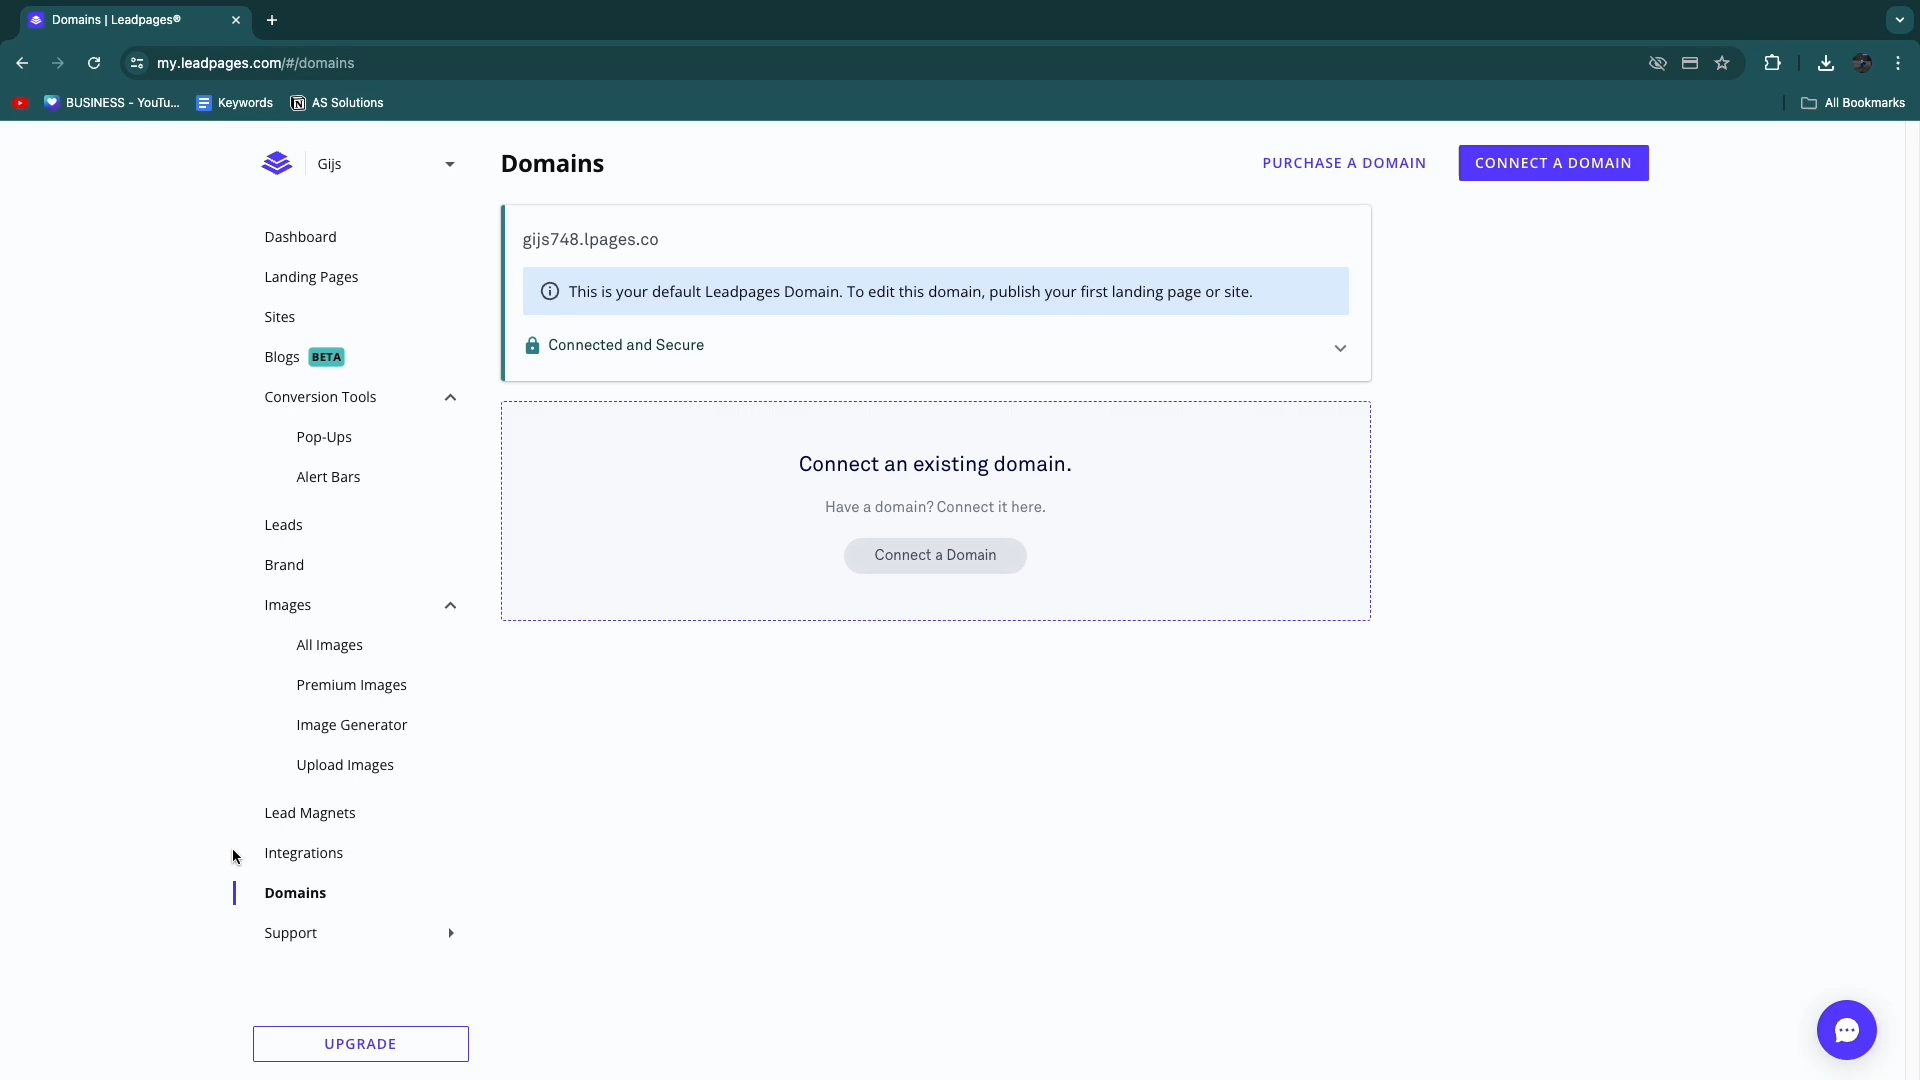 Domains | Leadpages®
my.leadpages.com/#/domains
BUSINESS - YouTu...
Keywords
AS Solutions
All Bookmarks
Gijs
Domains
PURCHASE A DOMAIN
CONNECT A DOMAIN
Dashboard
Landing Pages
Sites
Blogs BETA
Conversion Tools
Pop-Ups
Alert Bars
Leads
Brand
Images
All Images
Premium Images
Image Generator
Upload Images
Lead Magnets
Integrations
Domains
Support
UPGRADE
gijs748.lpages.co
This is your default Leadpages Domain. To edit this domain, publish your first landing page or site.
Connected and Secure
Connect an existing domain.
Have a domain? Connect it here.
Connect a Domain